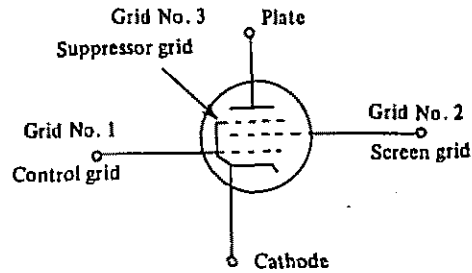 Grid No. 3
Suppressor grid
Plate
Grid No. 1
Control grid
Grid No. 2
Screen grid
Cathode